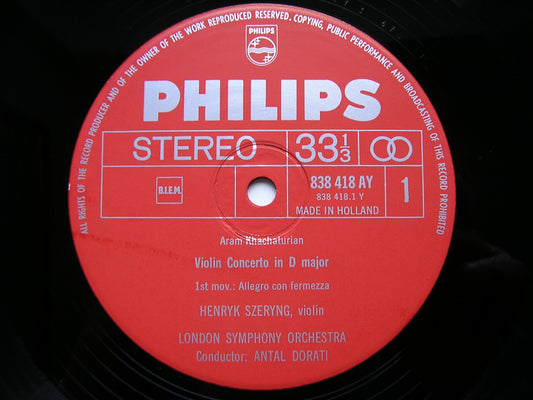 ALL RIGHTS OF THE RECORD PRODUCER AND OF THE OWNER OF THE WORK REPRODUCED RESERVED. COPYING, PUBLIC PERFORMANCE AND BROADCASTING OF THIS RECORD PROHIBITED
PHILIPS
PHILIPS
STEREO 33 1/3
B.I.E.M. 838 418 AY 1
838 418.1 Y
MADE IN HOLLAND
Aram Khachaturian
Violin Concerto in D major
1st mov.: Allegro con fermezza
HENRYK SZERYNG, violin
LONDON SYMPHONY ORCHESTRA
Conductor: ANTAL DORATI